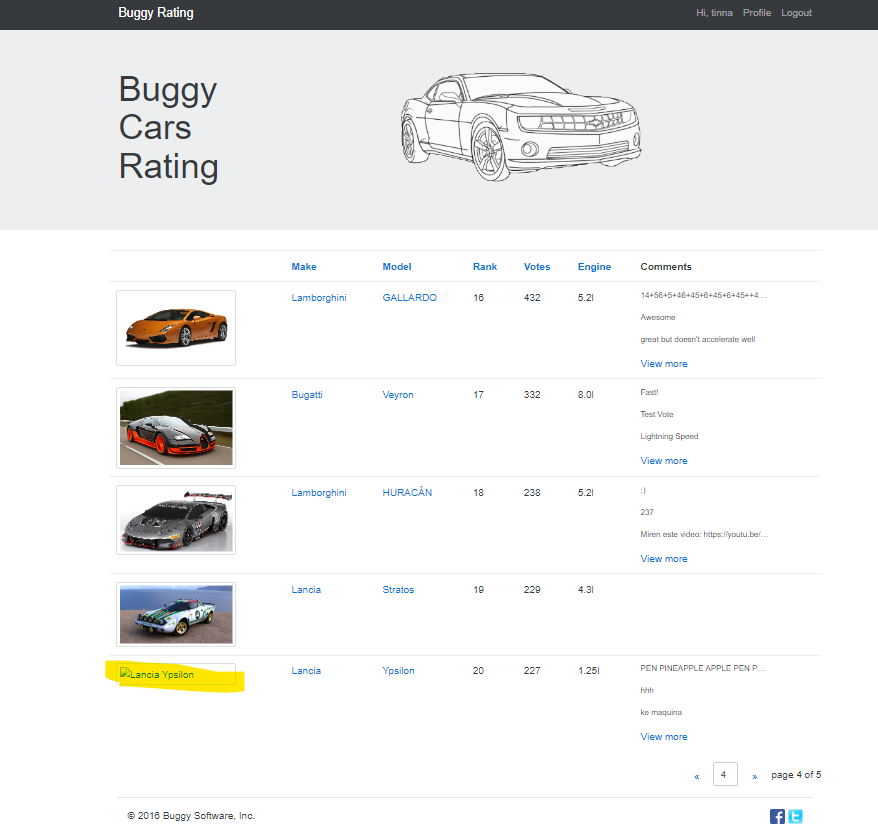 Buggy Rating
Hi, tinna Profile Logout
Buggy
Cars
Rating
Make Model Rank Votes Engine Comments
Lamborghini GALLARDO 16 432 5.2l
14+56+5+46+45+6+45+6+45++4...
Awesome
great but doesn't accelerate well
View more
Bugatti Veyron 17 332 8.0l
Fast!
Test Vote
Lightning Speed
View more
Lamborghini HURACÁN 18 238 5.2l
:)
237
Miren este video: https://youtu.be/...
View more
Lancia Stratos 19 229 4.3l
Lancia Ypsilon Lancia Ypsilon 20 227 1.25l
PEN PINEAPPLE APPLE PEN P...
hhh
ke maquina
View more
« 4 » page 4 of 5
© 2016 Buggy Software, Inc.